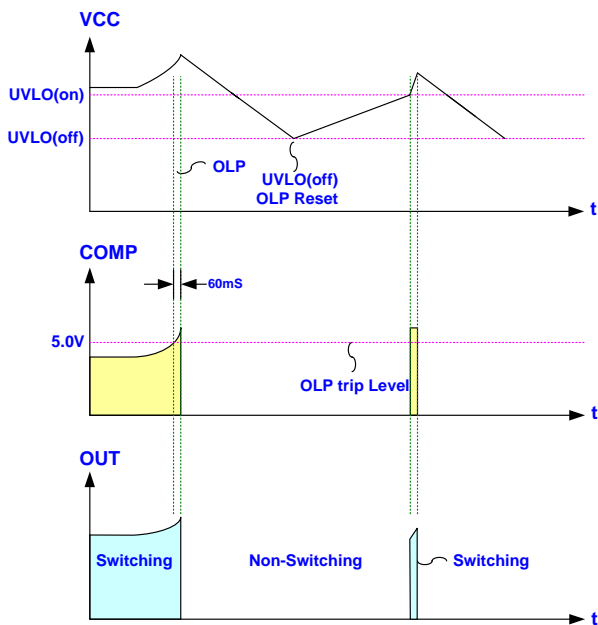 VCC
UVLO(on)
UVLO(off)
OLP
UVLO(off)
OLP Reset
t
COMP
60mS
5.0V
OLP trip Level
t
OUT
Switching
Non-Switching
Switching
t